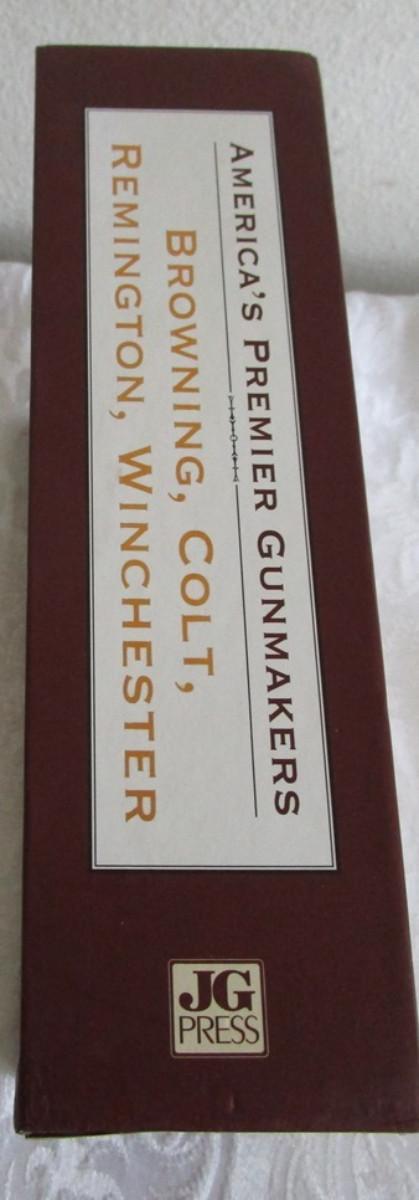 AMERICA'S PREMIER GUNMAKERS
BROWNING, COLT,
REMINGTON, WINCHESTER
JG
PRESS